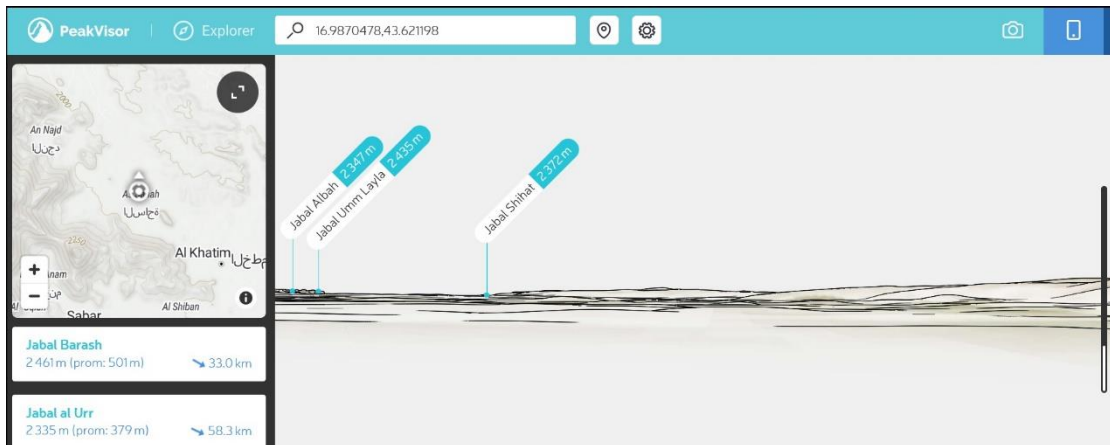 PeakVisor
Explorer
16.9870478,43.621198
2000
An Najd
2250
Al Khatim
Al Shiban
Sabar
Jabal Barash
2 461 m (prom: 501 m)
33.0 km
Jabal al Urr
2 335 m (prom: 379 m)
58.3 km
Jabal Albah 2 347 m
Jabal Umm Layla 2 435 m
Jabal Shihat 2 372 m